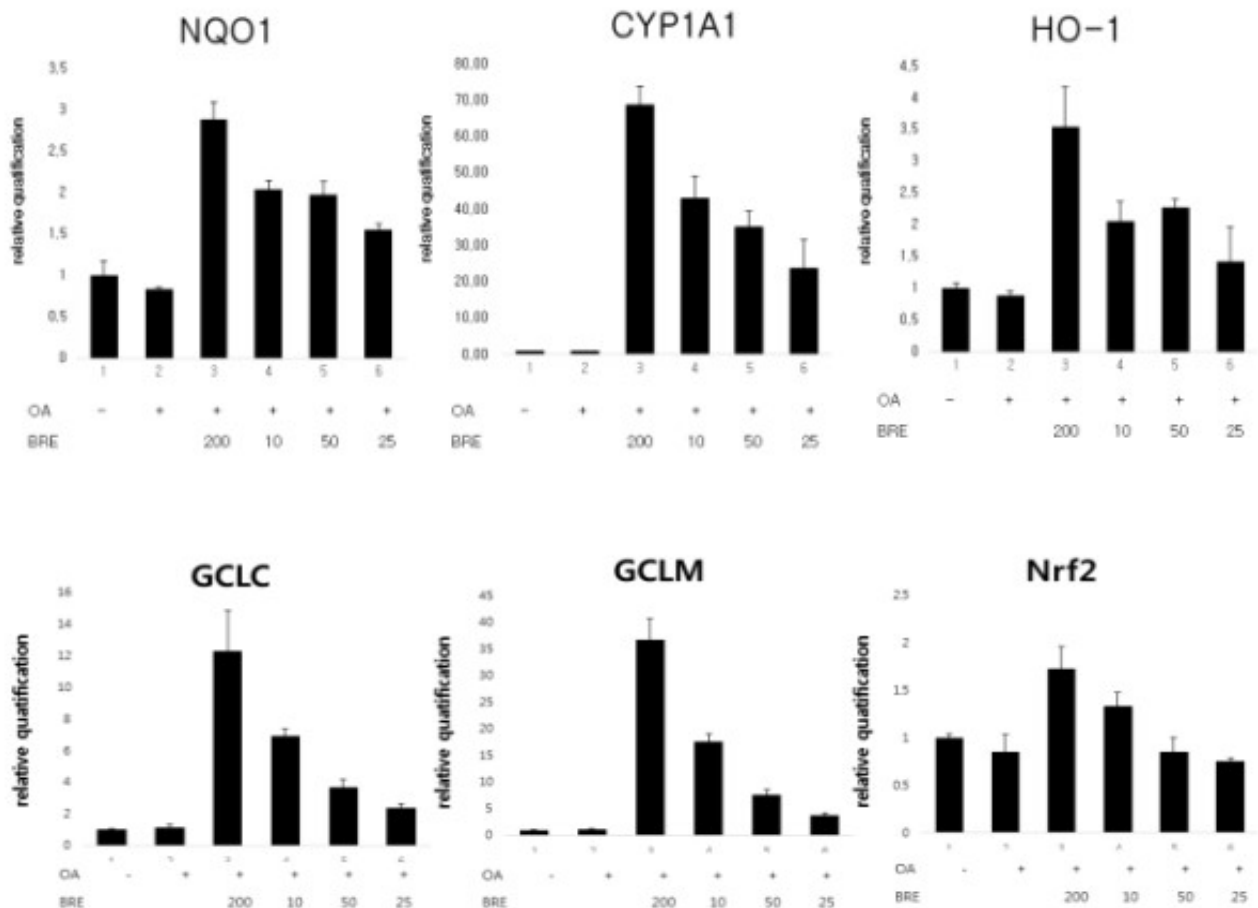 NQO1
relative quatification
3.5
3
2.5
2
1.5
1
0.5
0
1 2 3 4 5 6
OA - + + + + +
BRE 200 10 50 25
CYP1A1
relative quatification
80.00
70.00
60.00
50.00
40.00
30.00
20.00
10.00
0.00
1 2 3 4 5 6
OA - + + + + +
BRE 200 10 50 25
HO-1
relative quatification
4.5
4
3.5
3
2.5
2
1.5
1
0.5
0
1 2 3 4 5 6
OA - + + + + +
BRE 200 10 50 25
GCLC
relative quatification
16
14
12
10
8
6
4
2
0
OA - + + + + +
BRE 200 10 50 25
GCLM
relative quatification
45
40
35
30
25
20
15
10
5
0
OA - + + + + +
BRE 200 10 50 25
Nrf2
relative quatification
2.5
2
1.5
1
0.5
0
OA - + + + + +
BRE 200 10 50 25